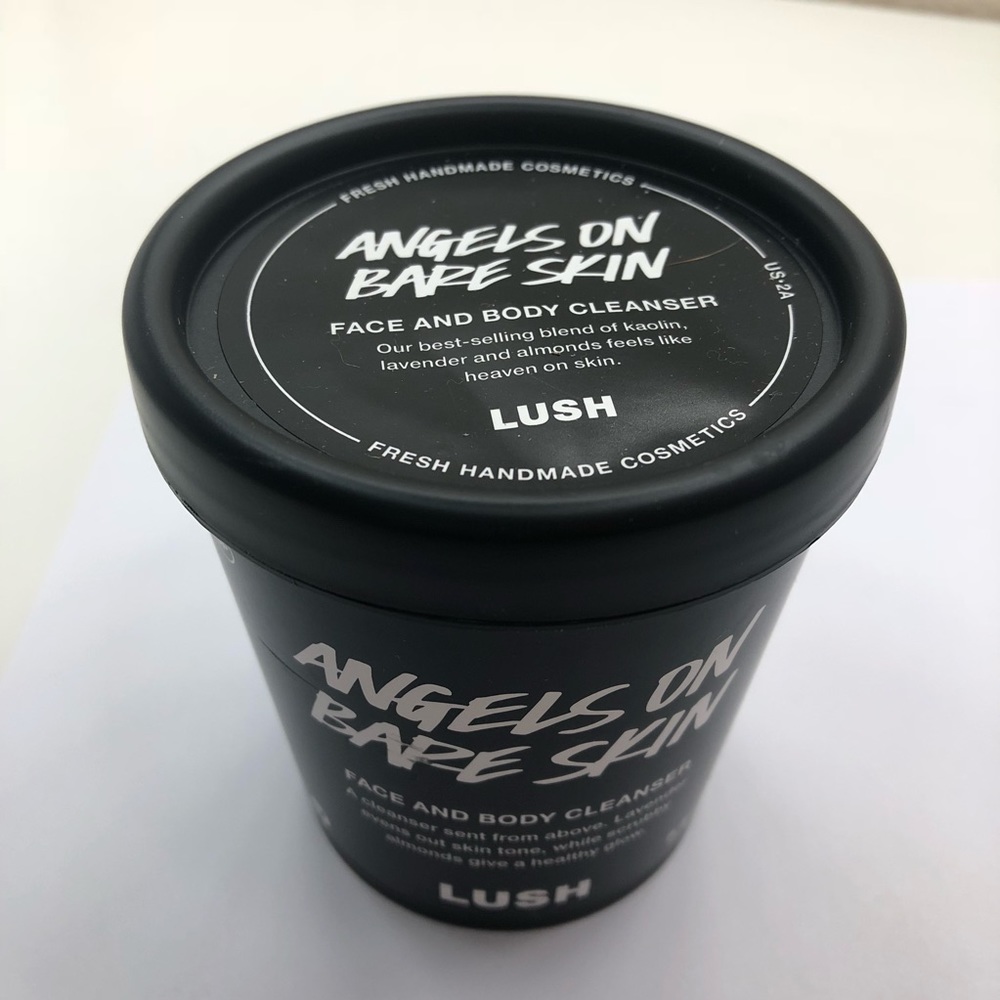 FRESH HANDMADE COSMETICS
ANGELS ON
BARE SKIN
FACE AND BODY CLEANSER
Our best-selling blend of kaolin,
lavender and almonds feels like
heaven on skin.
LUSH
US·2A
FRESH HANDMADE COSMETICS
ANGELS ON
BARE SKIN
FACE AND BODY CLEANSER
A cleanser sent from above. Lavender
evens out skin tone, while scrubby
almonds give a healthy glow.
LUSH